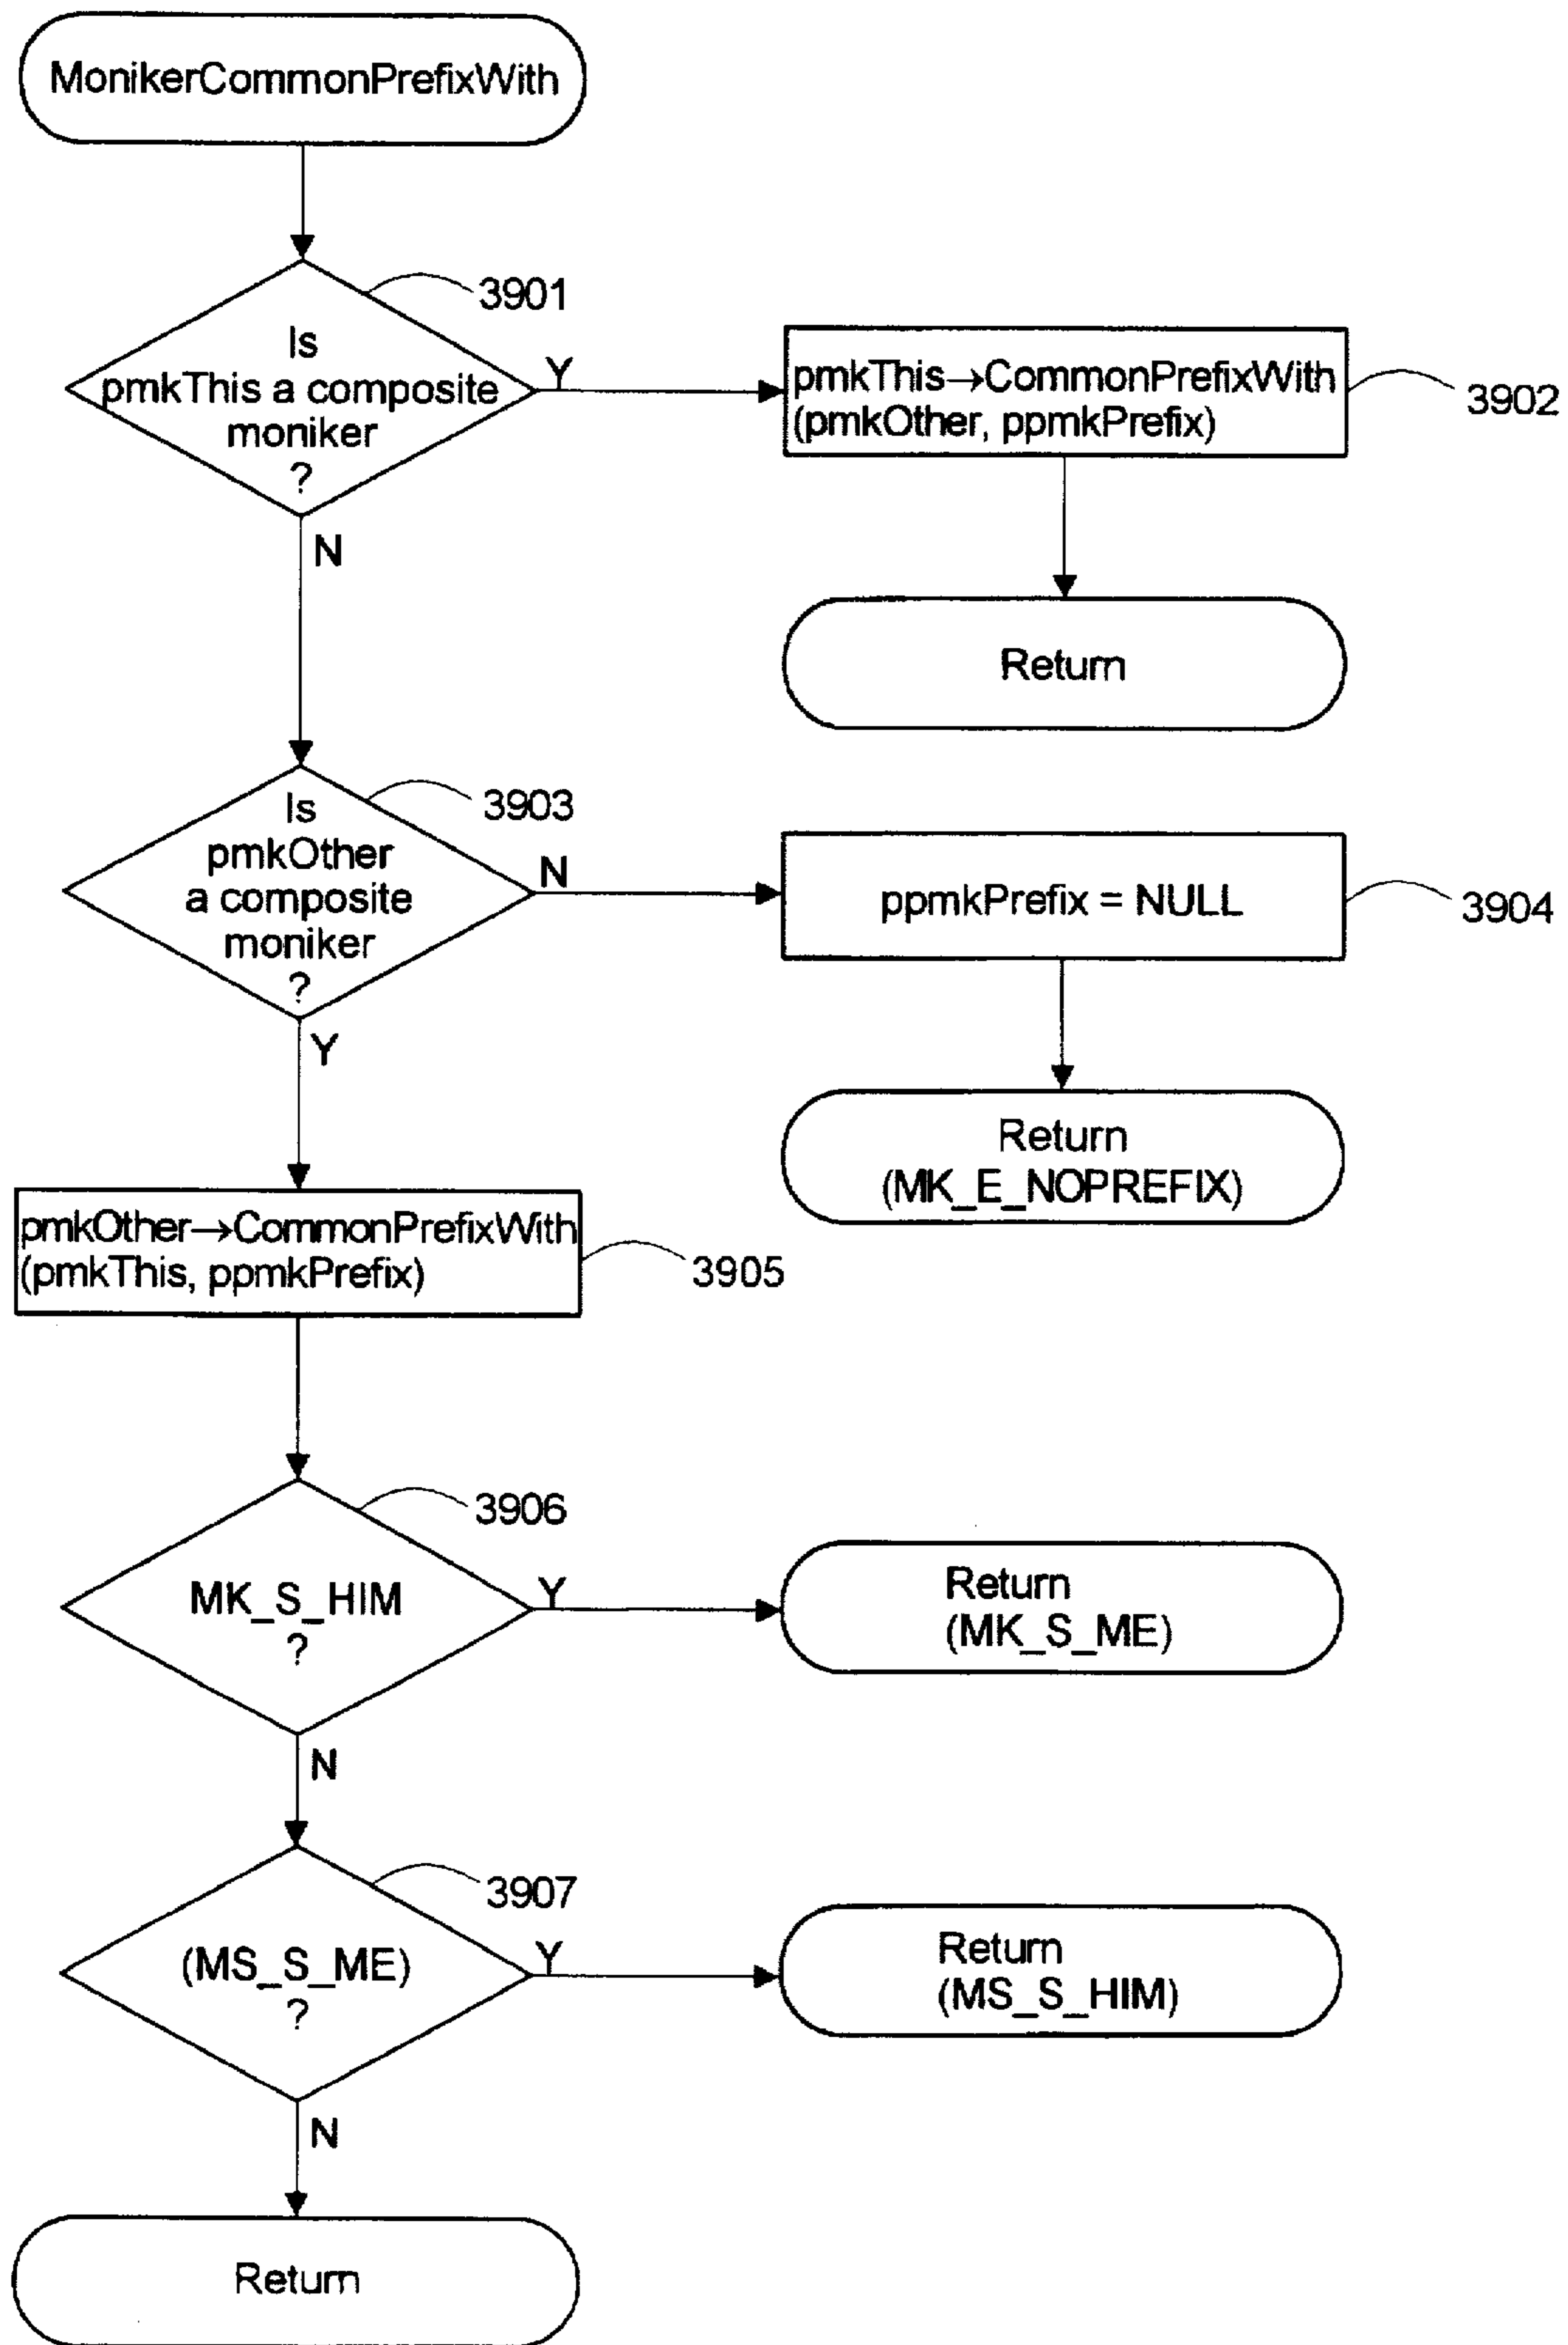 MonikerCommonPrefixWith
3901
Is
pmkThis a composite
moniker
?
Y
pmkThis→CommonPrefixWith
(pmkOther, ppmkPrefix)
3902
N
Return
3903
Is
pmkOther
a composite
moniker
?
N
ppmkPrefix = NULL
3904
Y
Return
(MK_E_NOPREFIX)
pmkOther→CommonPrefixWith
(pmkThis, ppmkPrefix)
3905
3906
MK_S_HIM
?
Y
Return
(MK_S_ME)
N
3907
(MS_S_ME)
?
Y
Return
(MS_S_HIM)
N
Return